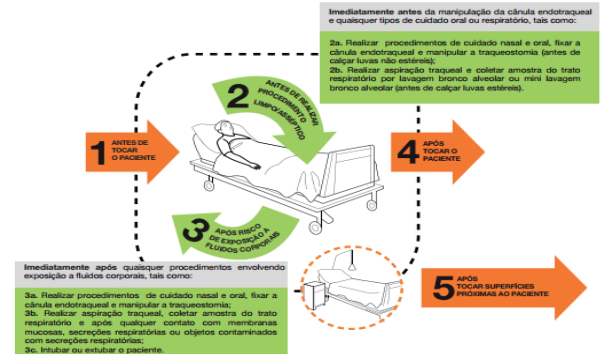 Imediatamente antes da manipulação da cânula endotraqueal
e quaisquer tipos de cuidado oral ou respiratório, tais como:
2a. Realizar procedimentos de cuidado nasal e oral, fixar a
cânula endotraqueal e manipular a traqueostomia (antes de
calçar luvas não estéreis);
2b. Realizar aspiração traqueal e coletar amostra do trato
respiratório por lavagem bronco alveolar ou mini lavagem
bronco alveolar (antes de calçar luvas estéreis).
2
ANTES DE REALIZAR
PROCEDIMENTO
LIMPO/ASSÉPTICO
1
ANTES DE
TOCAR
O PACIENTE
4
APÓS
TOCAR O
PACIENTE
3
APÓS RISCO
DE EXPOSIÇÃO A
FLUIDOS CORPORAIS
Imediatamente após quaisquer procedimentos envolvendo
exposição a fluidos corporais, tais como:
3a. Realizar procedimentos de cuidado nasal e oral, fixar a
cânula endotraqueal e manipular a traqueostomia;
3b. Realizar aspiração traqueal, coletar amostra do trato
respiratório e após qualquer contato com membranas
mucosas, secreções respiratórias ou objetos contaminados
com secreções respiratórias;
3c. Intubar ou extubar o paciente.
5
APÓS
TOCAR SUPERFÍCIES
PRÓXIMAS AO PACIENTE